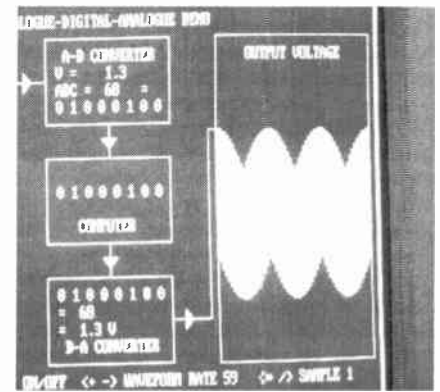 LOGUE-DIGITAL-ANALOGUE DEMO
A-D CONVERTER
V = 1.3
ADC = 68 =
0 1 0 0 0 1 0 0
OUTPUT VOLTAGE
0 1 0 0 0 1 0 0
COMPUTER
0 1 0 0 0 1 0 0
= 68
= 1.3 V
D-A CONVERTER
ON/OFF <+ -> WAVEFORM RATE 59 <* /> SAMPLE 1